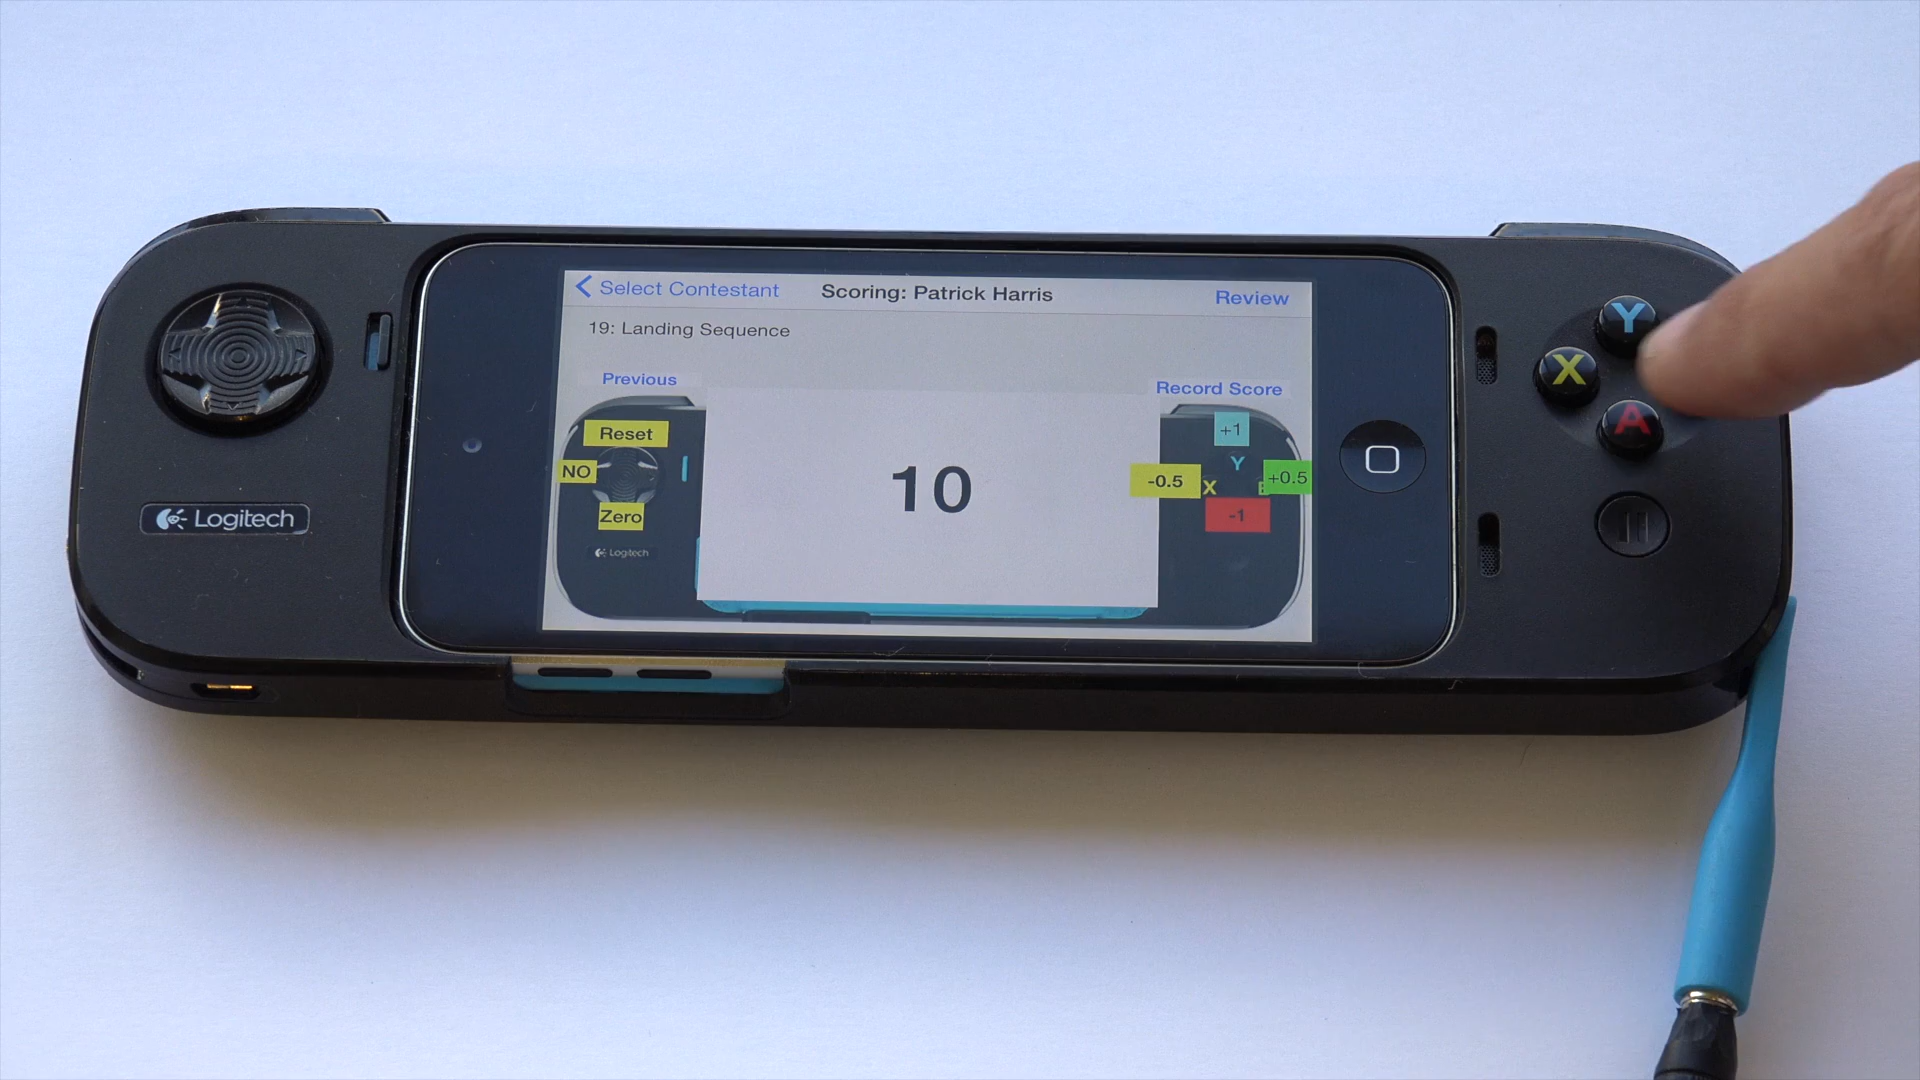 < Select Contestant Scoring: Patrick Harris Review
19: Landing Sequence
Previous
Record Score
Reset
NO
Zero
Logitech
10
+1
Y
-0.5
X
+0.5
-1
Logitech
Y
X
A